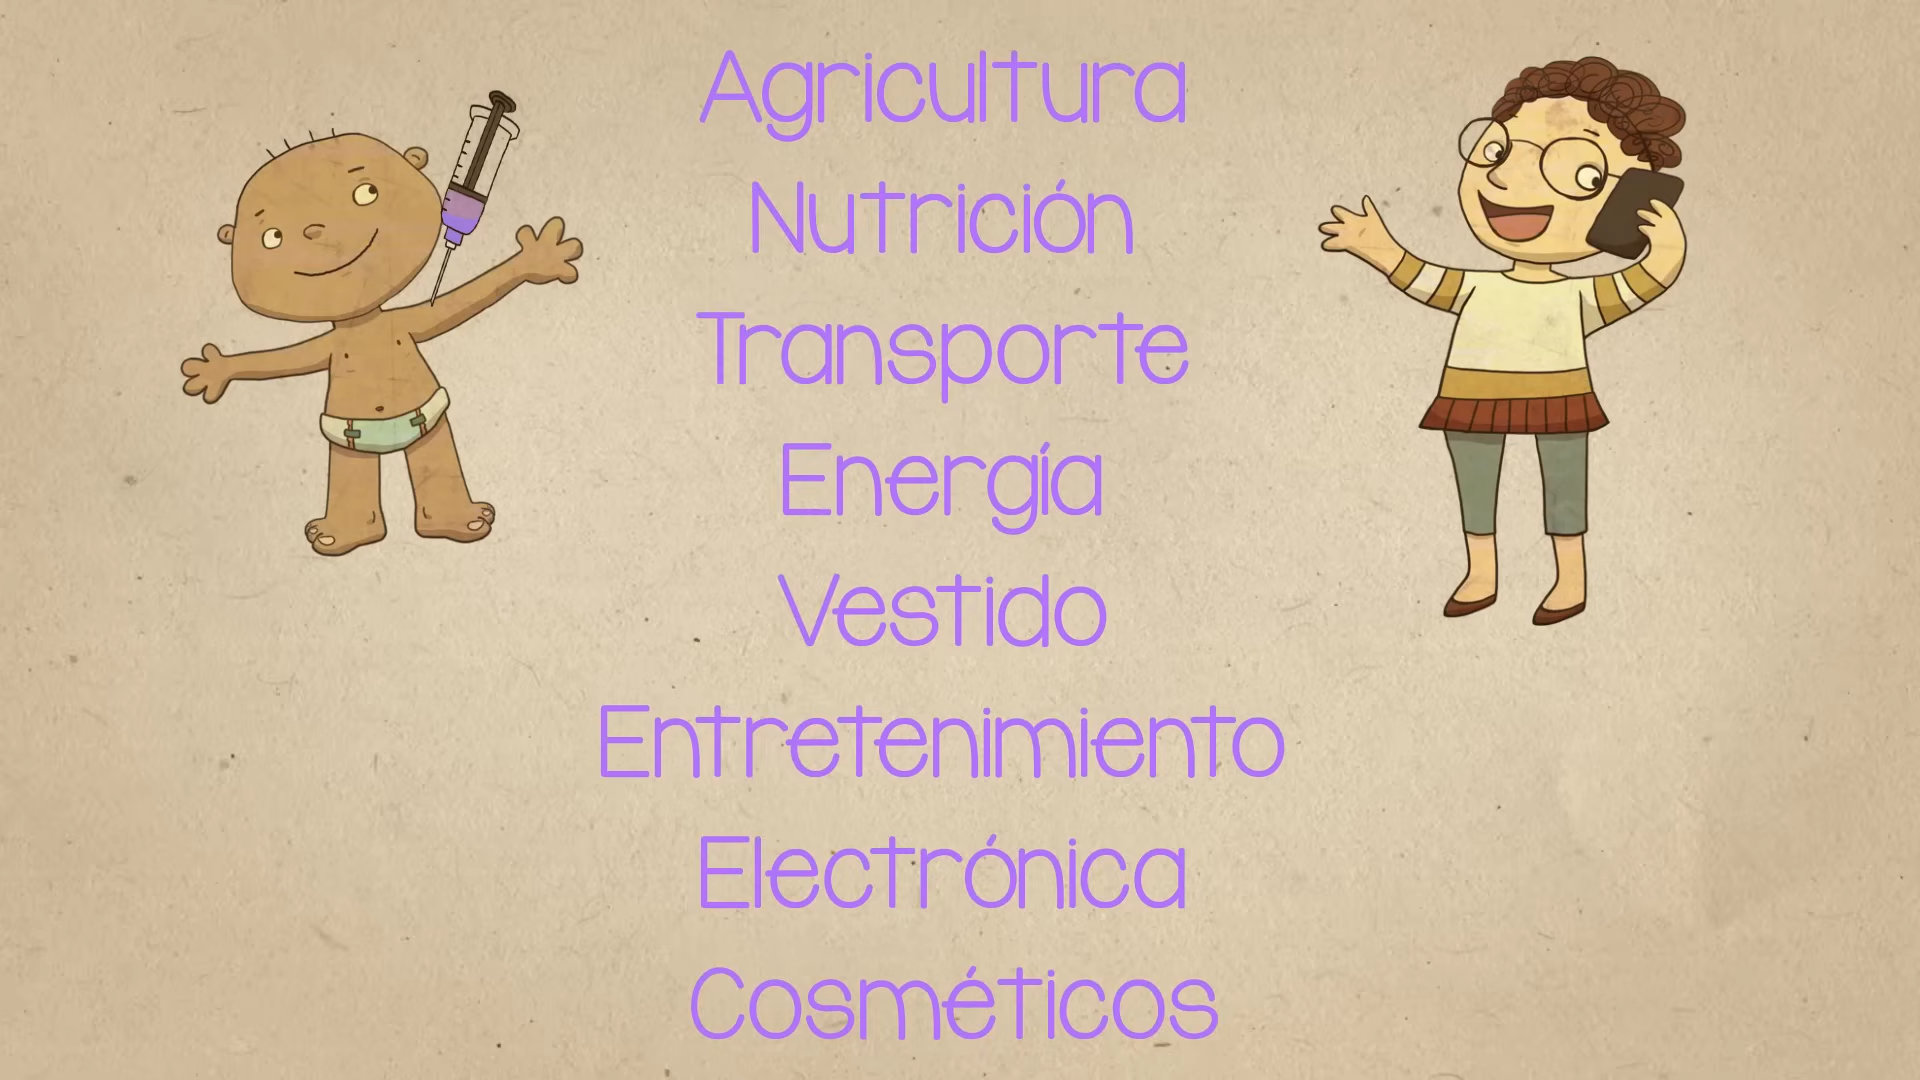 Agricultura
Nutrición
Transporte
Energía
Vestido
Entretenimiento
Electrónica
Cosméticos